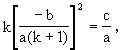 k[ −b / a(k + 1) ]² = c / a ,